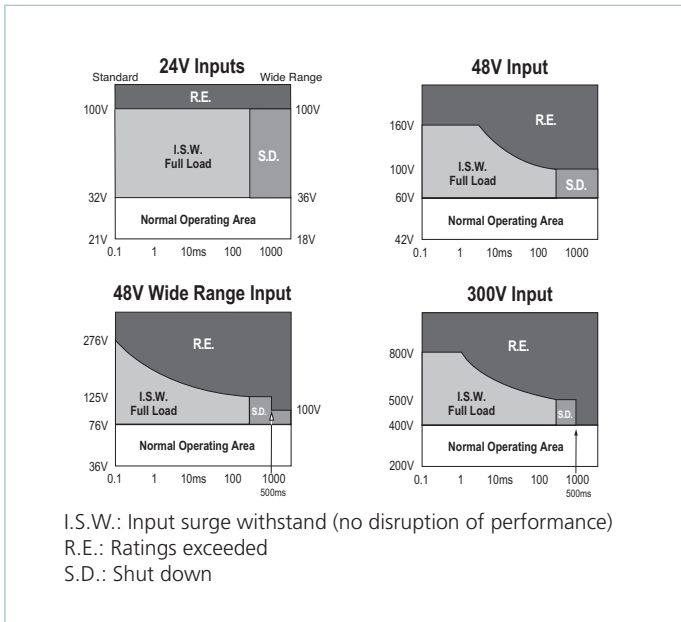 24V Inputs
Standard
Wide Range
R.E.
100V
100V
I.S.W.
Full Load
S.D.
32V
36V
Normal Operating Area
21V
18V
0.1 1 10ms 100 1000
48V Input
R.E.
160V
I.S.W.
Full Load
100V
S.D.
60V
Normal Operating Area
42V
0.1 1 10ms 100 1000
48V Wide Range Input
276V
R.E.
125V
I.S.W.
Full Load
S.D.
100V
76V
Normal Operating Area
36V
0.1 1 10ms 100 1000
500ms
300V Input
R.E.
800V
500V
I.S.W.
Full Load
S.D.
400V
Normal Operating Area
200V
0.1 1 10ms 100 1000
500ms
I.S.W.: Input surge withstand (no disruption of performance)
R.E.: Ratings exceeded
S.D.: Shut down